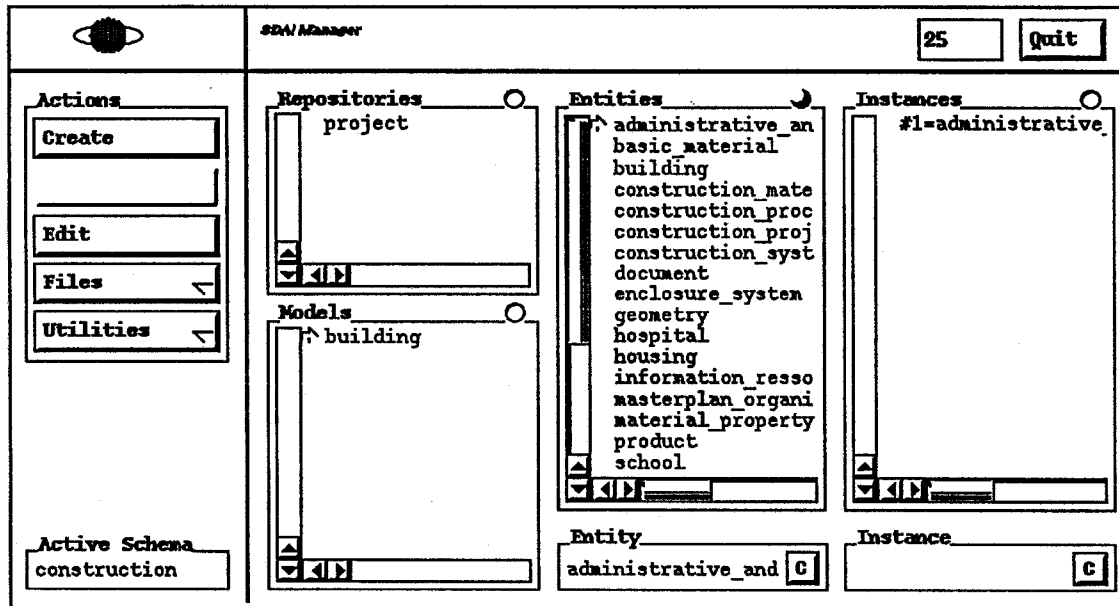 SDAI Manager
25
Quit
Actions
Create
Edit
Files
Utilities
Active Schema
construction
Repositories
project
Models
building
Entities
administrative_an
basic_material
building
construction_mate
construction_proc
construction_proj
construction_syst
document
enclosure_system
geometry
hospital
housing
information_resso
masterplan_organi
material_property
product
school
Entity
administrative_and
C
Instances
#1=administrative_
Instance
C